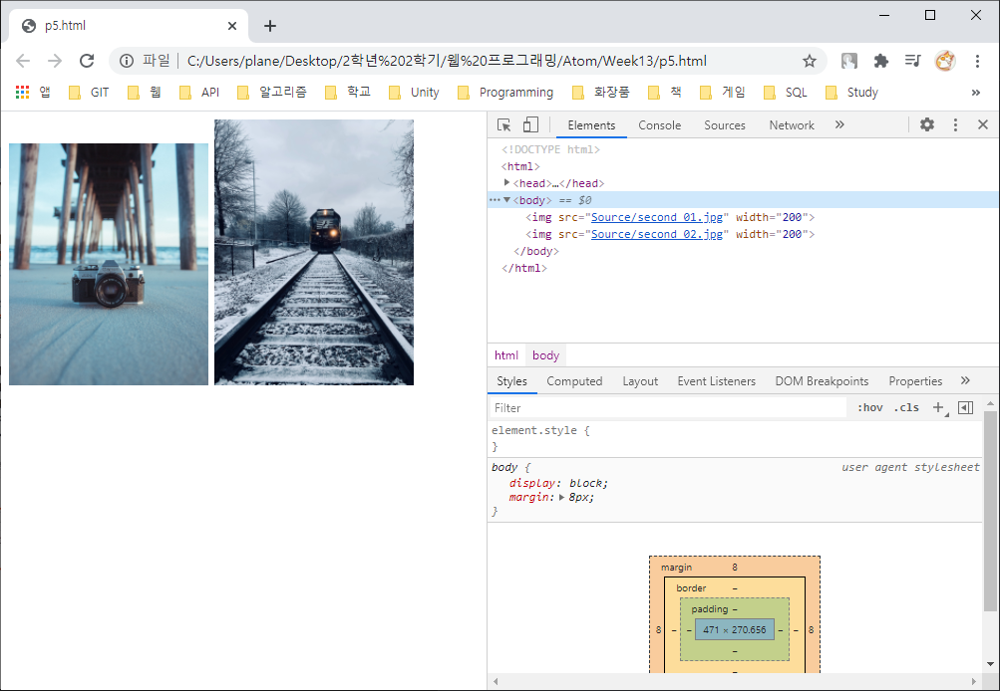 p5.html
파일 C:/Users/plane/Desktop/2학년%202학기/웹%20프로그래밍/Atom/Week13/p5.html
앱 GIT 웹 API 알고리즘 학교 Unity Programming 화장품 책 게임 SQL Study »
Elements Console Sources Network »
<!DOCTYPE html>
<html>
<head>…</head>
<body> == $0
<img src="Source/second_01.jpg" width="200">
<img src="Source/second_02.jpg" width="200">
</body>
</html>
html body
Styles Computed Layout Event Listeners DOM Breakpoints Properties »
Filter :hov .cls +
element.style {
}
body { user agent stylesheet
display: block;
margin: 8px;
}
margin 8
border –
padding –
8 – – 471 × 270.656 – – 8
–
–